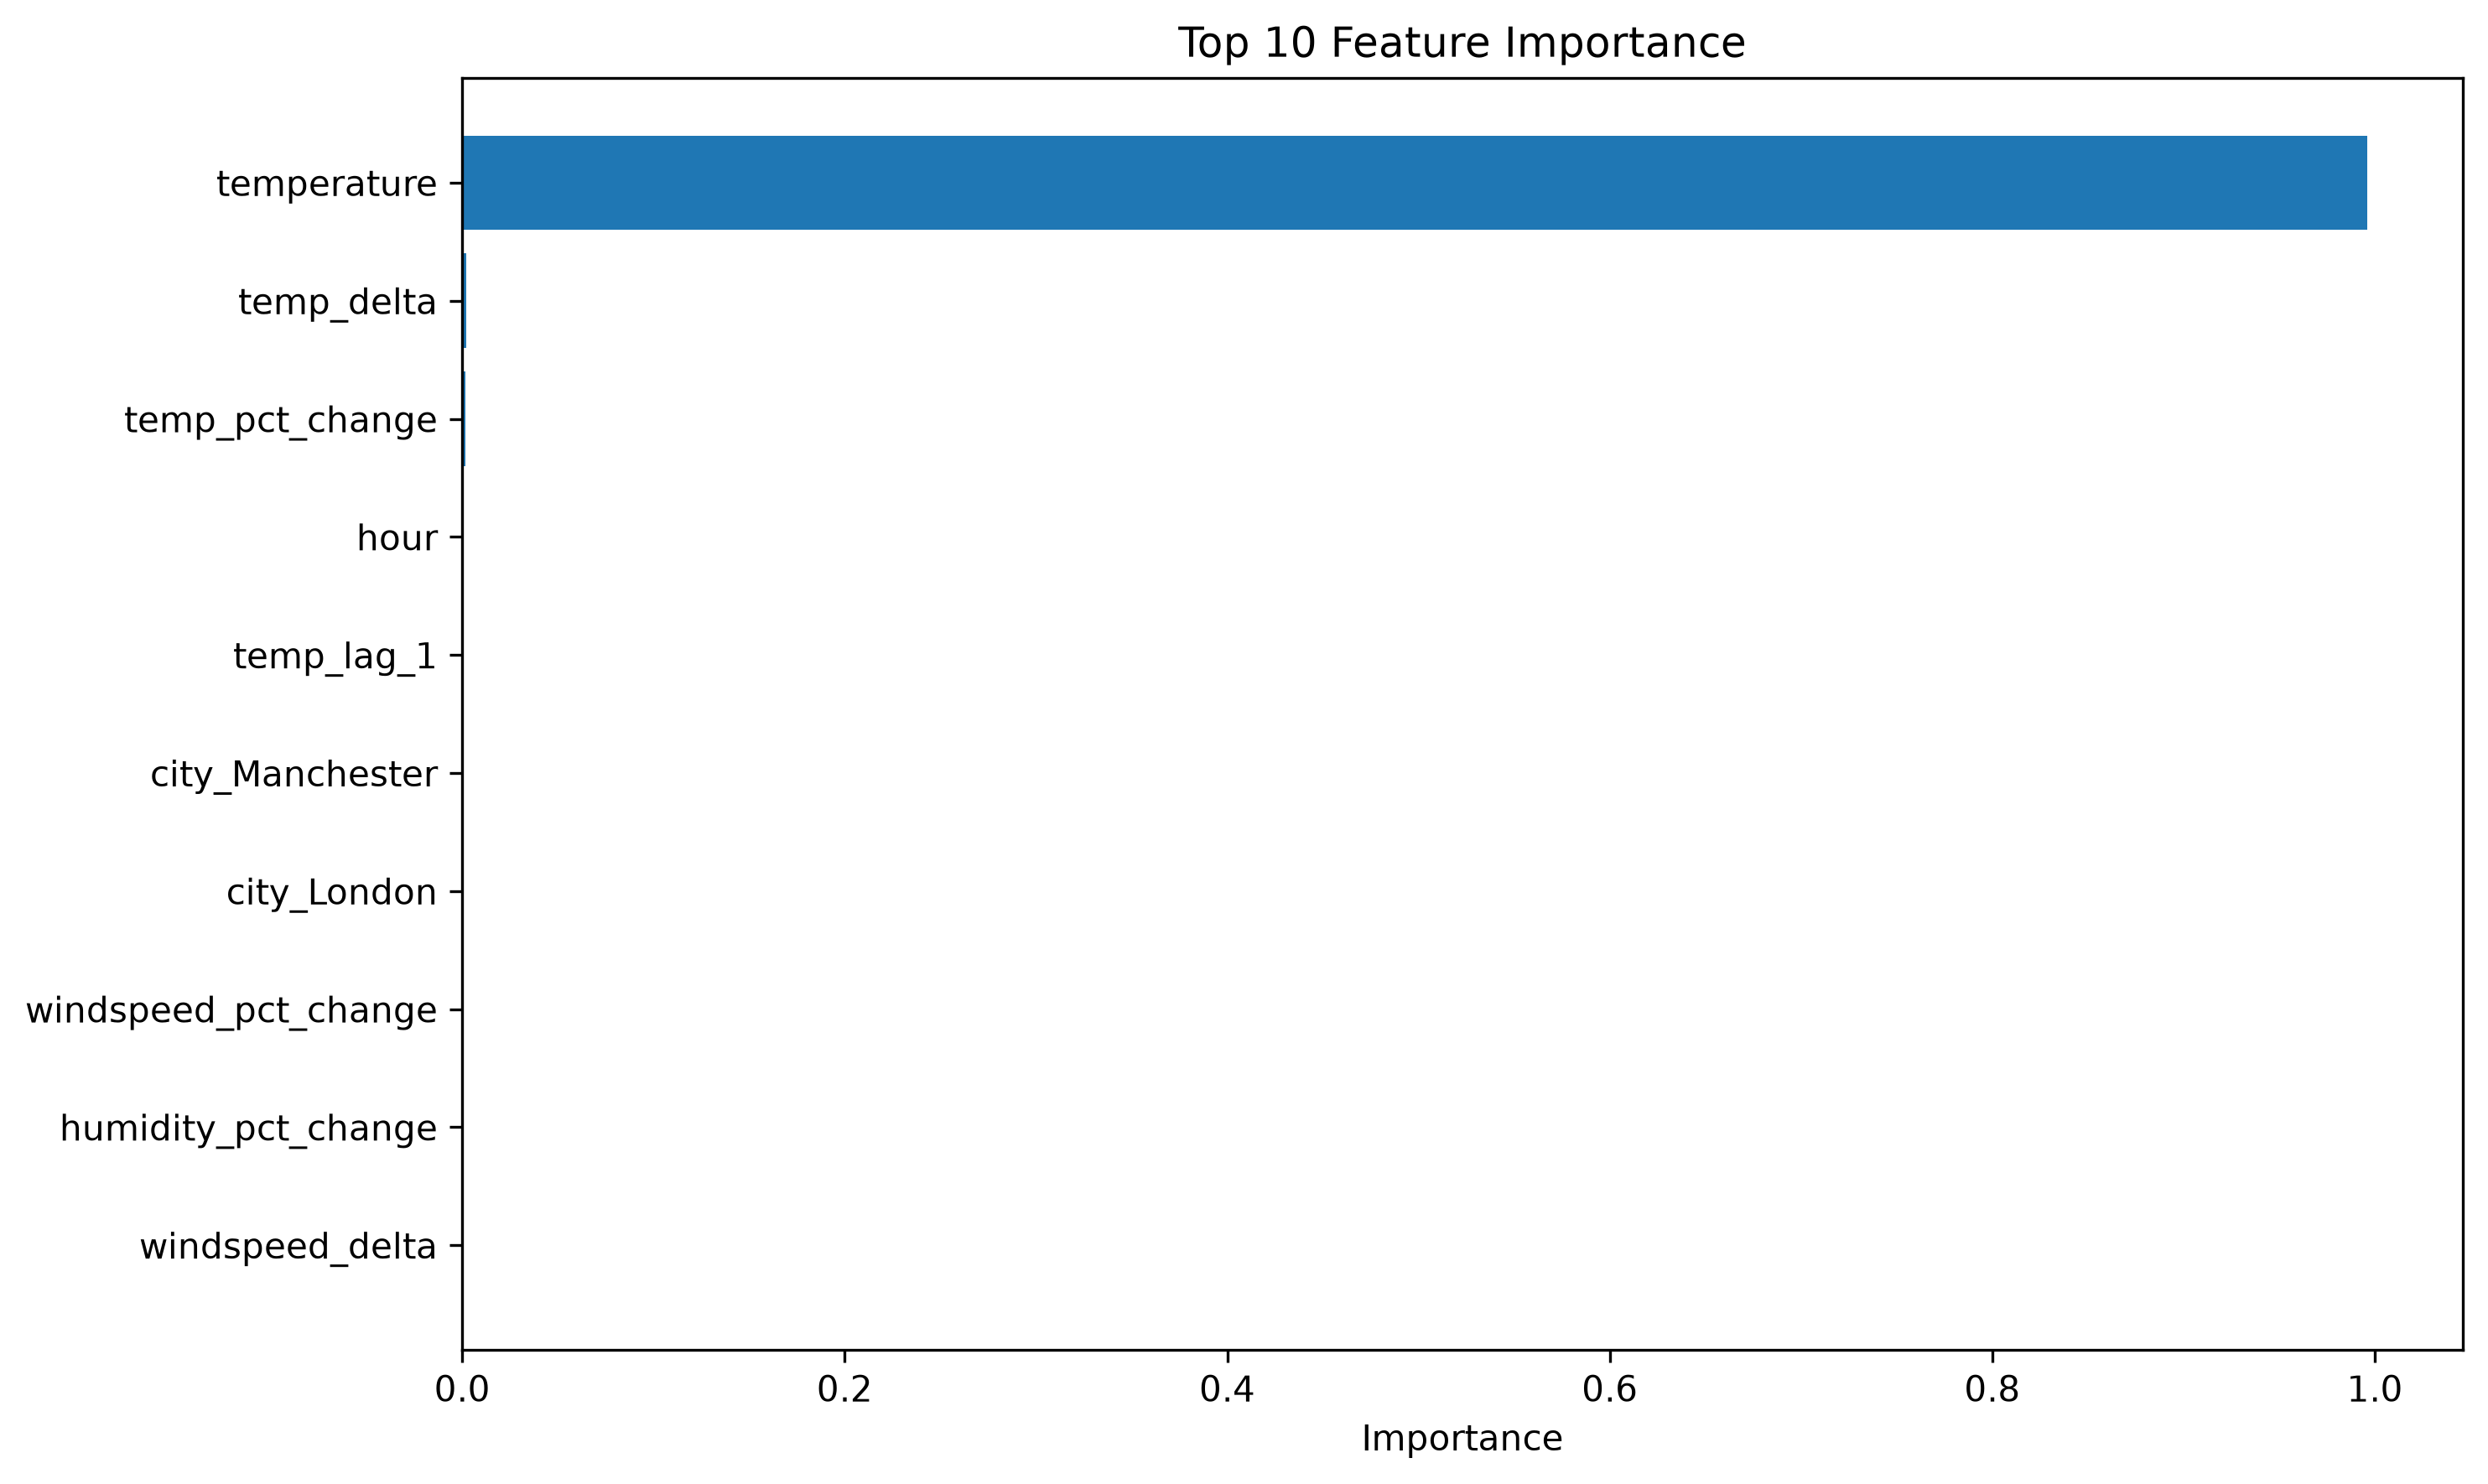 Top 10 Feature Importance
temperature
temp_delta
temp_pct_change
hour
temp_lag_1
city_Manchester
city_London
windspeed_pct_change
humidity_pct_change
windspeed_delta
0.0 0.2 0.4 0.6 0.8 1.0
Importance